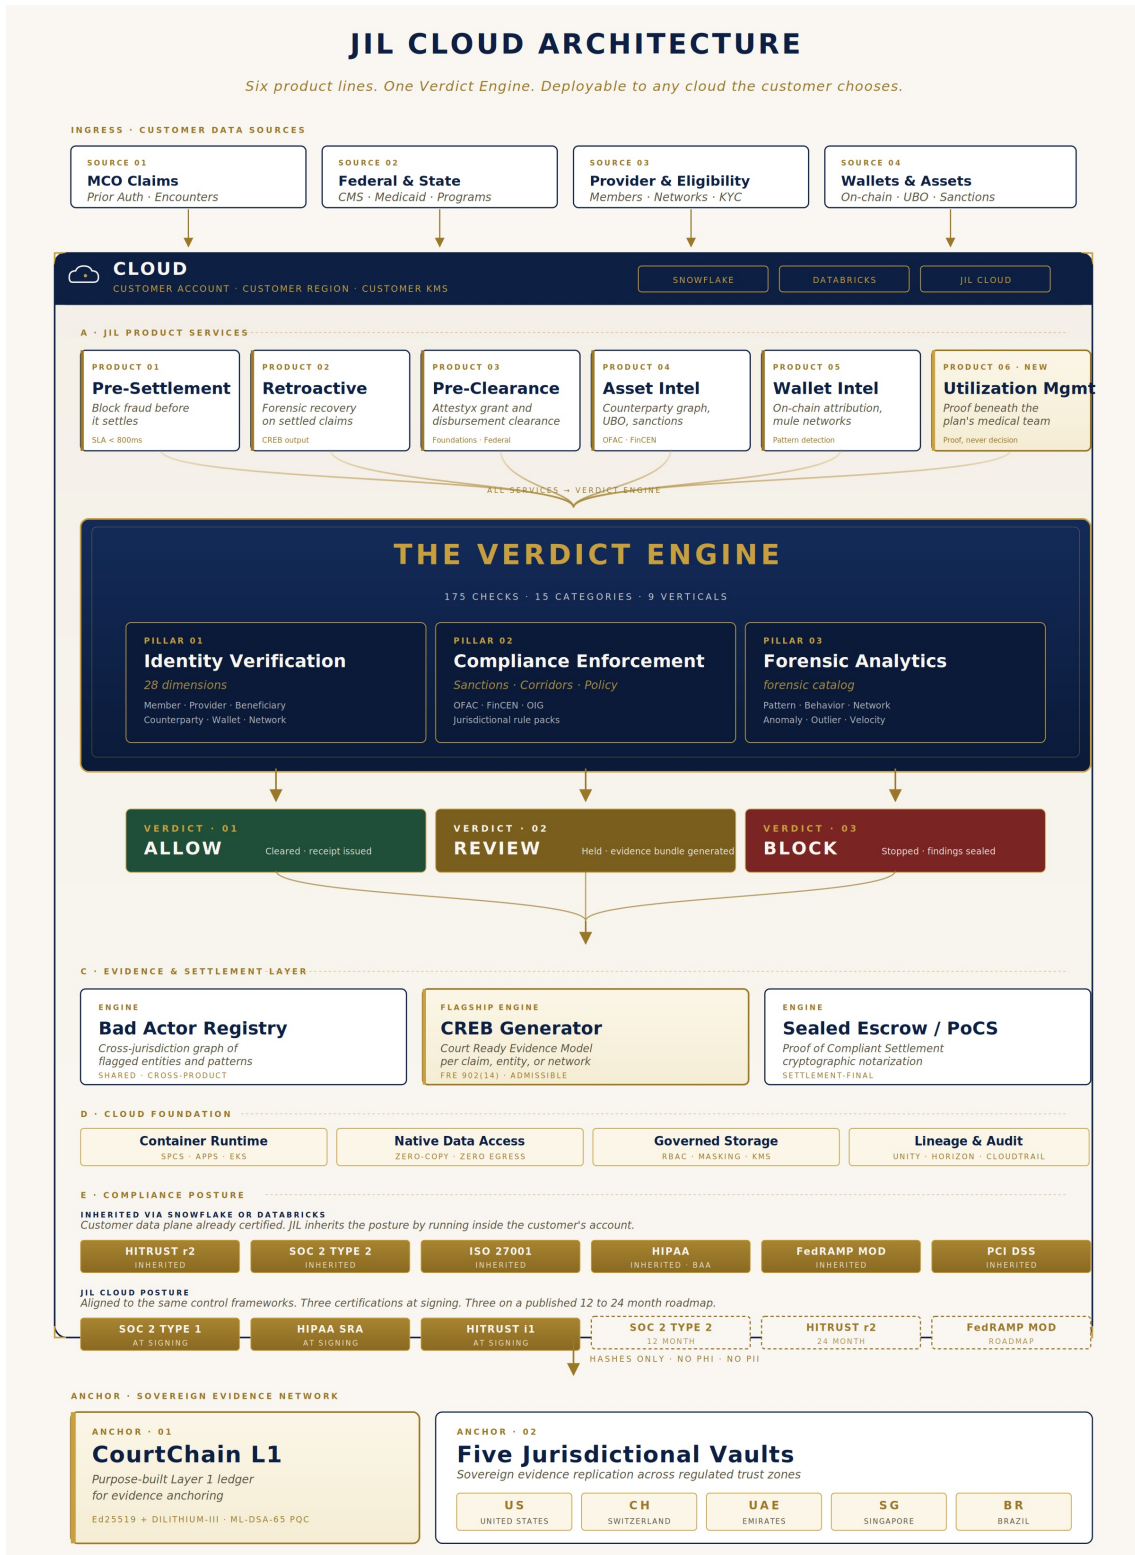 JIL CLOUD ARCHITECTURE
Six product lines. One Verdict Engine. Deployable to any cloud the customer chooses.
INGRESS · CUSTOMER DATA SOURCES
SOURCE 01
MCO Claims
Prior Auth · Encounters
SOURCE 02
Federal & State
CMS · Medicaid · Programs
SOURCE 03
Provider & Eligibility
Members · Networks · KYC
SOURCE 04
Wallets & Assets
On-chain · UBO · Sanctions
CLOUD
CUSTOMER ACCOUNT · CUSTOMER REGION · CUSTOMER KMS
SNOWFLAKE
DATABRICKS
JIL CLOUD
A · JIL PRODUCT SERVICES
PRODUCT 01
Pre-Settlement
Block fraud before
it settles
SLA < 800ms
PRODUCT 02
Retroactive
Forensic recovery
on settled claims
CREB output
PRODUCT 03
Pre-Clearance
Attestyx grant and
disbursement clearance
Foundations · Federal
PRODUCT 04
Asset Intel
Counterparty graph,
UBO, sanctions
OFAC · FinCEN
PRODUCT 05
Wallet Intel
On-chain attribution,
mule networks
Pattern detection
PRODUCT 06 · NEW
Utilization Mgmt
Proof beneath the
plan's medical team
Proof, never decision
ALL SERVICES → VERDICT ENGINE
THE VERDICT ENGINE
175 CHECKS · 15 CATEGORIES · 9 VERTICALS
PILLAR 01
Identity Verification
28 dimensions
Member · Provider · Beneficiary
Counterparty · Wallet · Network
PILLAR 02
Compliance Enforcement
Sanctions · Corridors · Policy
OFAC · FinCEN · OIG
Jurisdictional rule packs
PILLAR 03
Forensic Analytics
forensic catalog
Pattern · Behavior · Network
Anomaly · Outlier · Velocity
VERDICT · 01
ALLOW
Cleared · receipt issued
VERDICT · 02
REVIEW
Held · evidence bundle generated
VERDICT · 03
BLOCK
Stopped · findings sealed
C · EVIDENCE & SETTLEMENT LAYER
ENGINE
Bad Actor Registry
Cross-jurisdiction graph of
flagged entities and patterns
SHARED · CROSS-PRODUCT
FLAGSHIP ENGINE
CREB Generator
Court Ready Evidence Model
per claim, entity, or network
FRE 902(14) · ADMISSIBLE
ENGINE
Sealed Escrow / PoCS
Proof of Compliant Settlement
cryptographic notarization
SETTLEMENT-FINAL
D · CLOUD FOUNDATION
Container Runtime
SPCS · APPS · EKS
Native Data Access
ZERO-COPY · ZERO EGRESS
Governed Storage
RBAC · MASKING · KMS
Lineage & Audit
UNITY · HORIZON · CLOUDTRAIL
E · COMPLIANCE POSTURE
INHERITED VIA SNOWFLAKE OR DATABRICKS
Customer data plane already certified. JIL inherits the posture by running inside the customer's account.
HITRUST r2
INHERITED
SOC 2 TYPE 2
INHERITED
ISO 27001
INHERITED
HIPAA
INHERITED · BAA
FedRAMP MOD
INHERITED
PCI DSS
INHERITED
JIL CLOUD POSTURE
Aligned to the same control frameworks. Three certifications at signing. Three on a published 12 to 24 month roadmap.
SOC 2 TYPE 1
AT SIGNING
HIPAA SRA
AT SIGNING
HITRUST i1
AT SIGNING
SOC 2 TYPE 2
12 MONTH
HITRUST r2
24 MONTH
FedRAMP MOD
ROADMAP
HASHES ONLY · NO PHI · NO PII
ANCHOR · SOVEREIGN EVIDENCE NETWORK
ANCHOR · 01
CourtChain L1
Purpose-built Layer 1 ledger
for evidence anchoring
Ed25519 + DILITHIUM-III · ML-DSA-65 PQC
ANCHOR · 02
Five Jurisdictional Vaults
Sovereign evidence replication across regulated trust zones
US
UNITED STATES
CH
SWITZERLAND
UAE
EMIRATES
SG
SINGAPORE
BR
BRAZIL